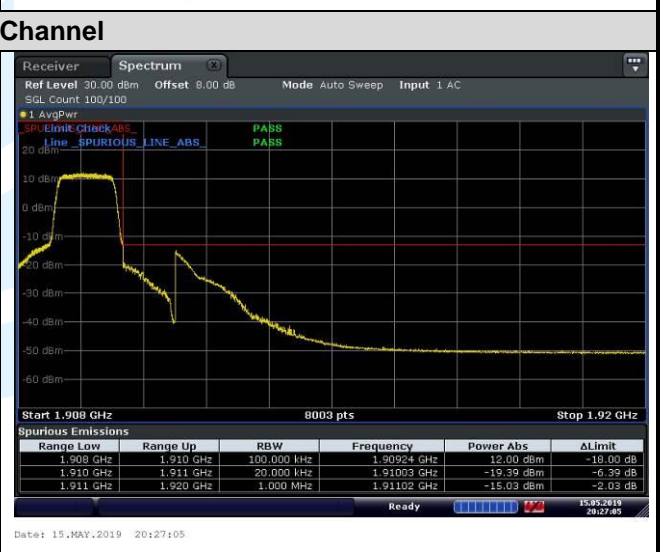 Channel
Receiver Spectrum
Ref Level 30.00 dBm Offset 8.00 dB Mode Auto Sweep Input 1 AC
SGL Count 100/100
1 AvgPwr
Limit Check PASS
Line _SPURIOUS_LINE_ABS_ PASS
20 dBm
10 dBm
0 dBm
-10 dBm
-20 dBm
-30 dBm
-40 dBm
-50 dBm
-60 dBm
Start 1.908 GHz 8003 pts Stop 1.92 GHz
Spurious Emissions
Range Low Range Up RBW Frequency Power Abs ΔLimit
1.908 GHz 1.910 GHz 100.000 kHz 1.90924 GHz 12.00 dBm -18.00 dB
1.910 GHz 1.911 GHz 20.000 kHz 1.91003 GHz -19.39 dBm -6.39 dB
1.911 GHz 1.920 GHz 1.000 MHz 1.91102 GHz -15.03 dBm -2.03 dB
Ready 15.05.2019
20:27:05
Date: 15.MAY.2019 20:27:05